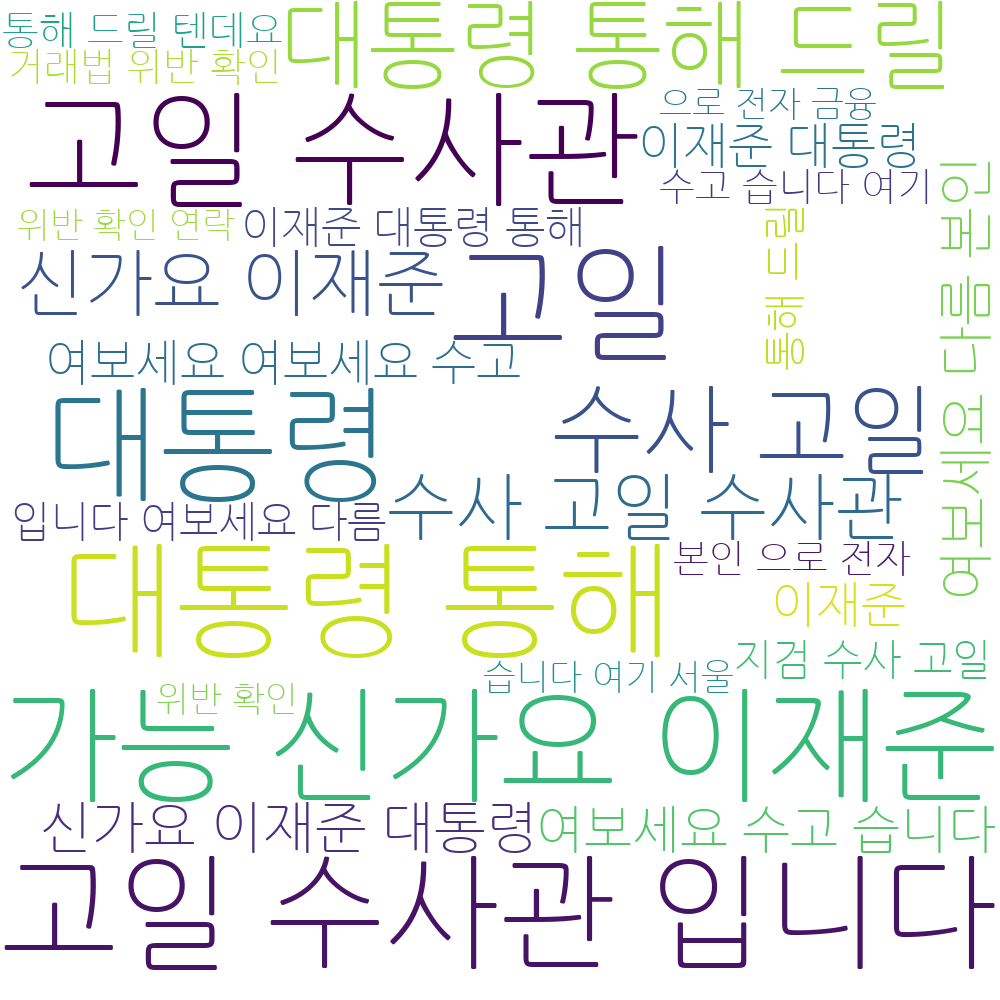 통해 드릴 텐데요
대통령 통해 드릴
거래법 위반 확인
고일 수사관
으로 전자 금융
이재준 대통령
수고 습니다 여기
위반 확인 연락
이재준 대통령 통해
통해 드릴
여보세요 다름 본인
신가요 이재준
고일
여보세요 여보세요 수고
대통령
수사 고일
수사 고일 수사관
입니다 여보세요 다름
대통령 통해
본인 으로 전자
이재준
지검 수사 고일
습니다 여기 서울
위반 확인
가능 신가요 이재준
신가요 이재준 대통령
여보세요 수고 습니다
고일 수사관 입니다